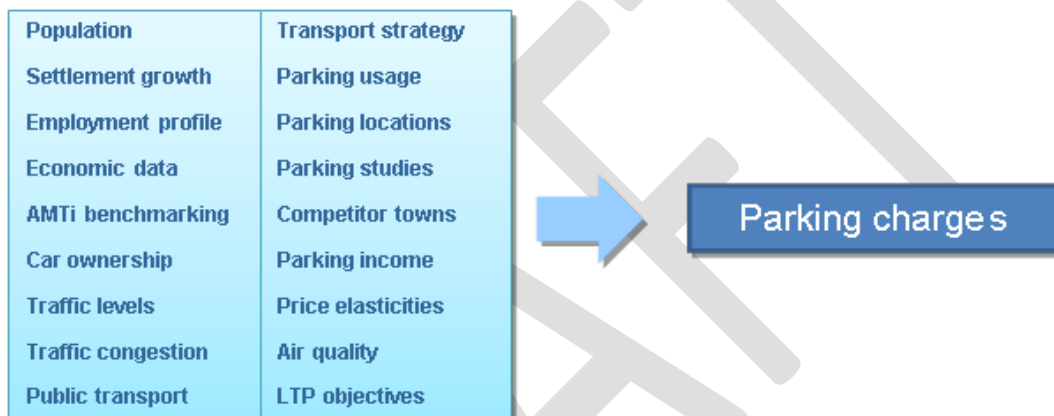 Population
Settlement growth
Employment profile
Economic data
AMTi benchmarking
Car ownership
Traffic levels
Traffic congestion
Public transport
Transport strategy
Parking usage
Parking locations
Parking studies
Competitor towns
Parking income
Price elasticities
Air quality
LTP objectives
Parking charges